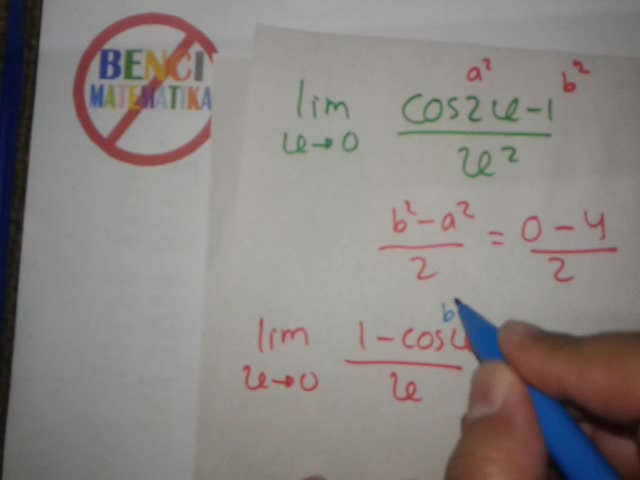 BENCI
MATEMATIKA
a² b²
lim cos2x-1
x→0 x²
b²-a² = 0-4
2 2
b
lim 1-cosx
x→0 x